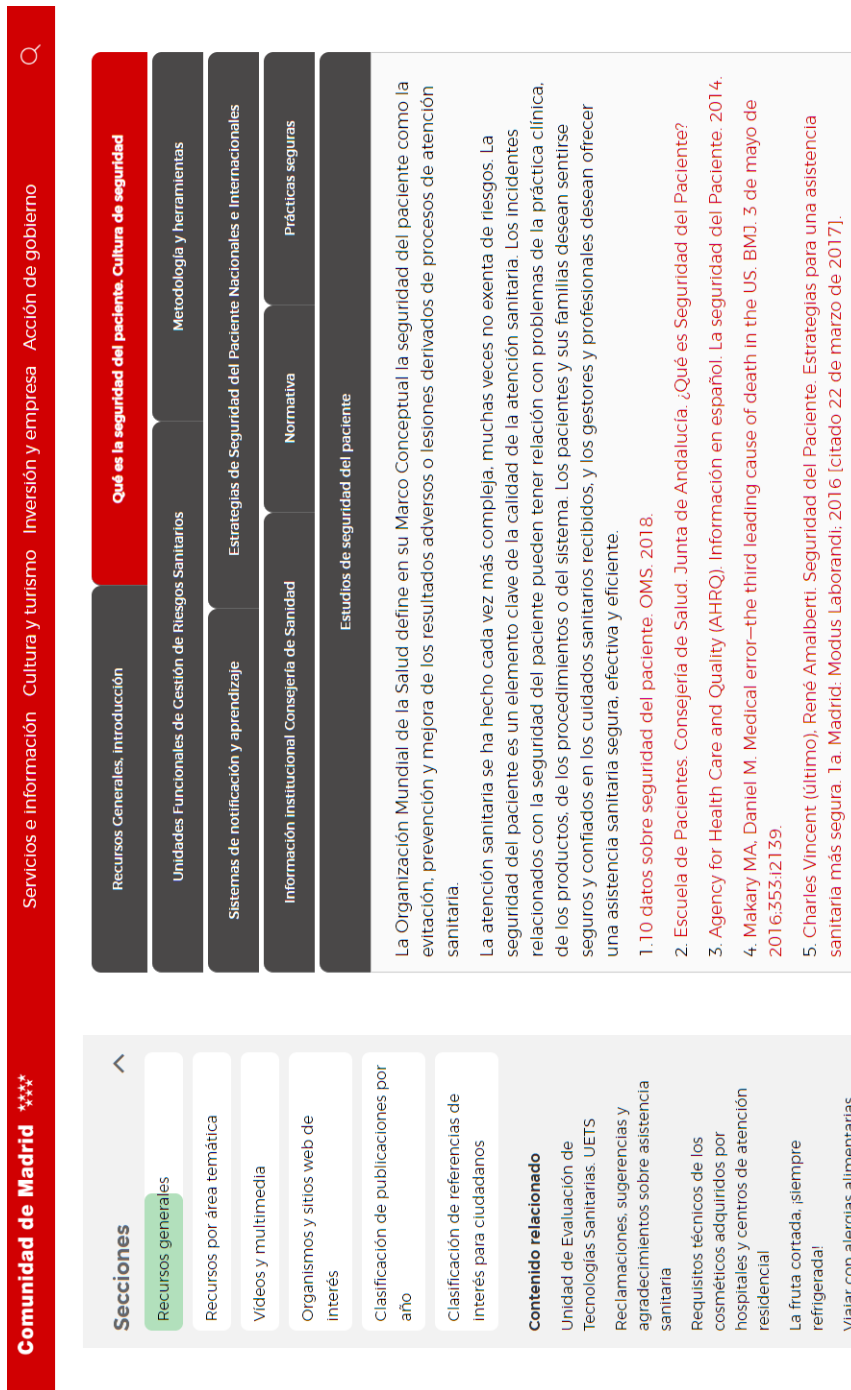 Comunidad de Madrid
Servicios e información Cultura y turismo Inversión y empresa Acción de gobierno
Secciones
Recursos generales
Recursos por área temática
Vídeos y multimedia
Organismos y sitios web de
interés
Clasificación de publicaciones por
año
Clasificación de referencias de
interés para ciudadanos
Contenido relacionado
Unidad de Evaluación de
Tecnologías Sanitarias. UETS
Reclamaciones, sugerencias y
agradecimientos sobre asistencia
sanitaria
Requisitos técnicos de los
cosméticos adquiridos por
hospitales y centros de atención
residencial
La fruta cortada, ¡siempre
refrigerada!
Viajar con alergias alimentarias
Recursos Generales, introducción
Qué es la seguridad del paciente. Cultura de seguridad
Unidades Funcionales de Gestión de Riesgos Sanitarios
Metodología y herramientas
Sistemas de notificación y aprendizaje
Estrategias de Seguridad del Paciente Nacionales e Internacionales
Información institucional Consejería de Sanidad
Normativa
Prácticas seguras
Estudios de seguridad del paciente
La Organización Mundial de la Salud define en su Marco Conceptual la seguridad del paciente como la
evitación, prevención y mejora de los resultados adversos o lesiones derivados de procesos de atención
sanitaria.
La atención sanitaria se ha hecho cada vez más compleja, muchas veces no exenta de riesgos. La
seguridad del paciente es un elemento clave de la calidad de la atención sanitaria. Los incidentes
relacionados con la seguridad del paciente pueden tener relación con problemas de la práctica clínica,
de los productos, de los procedimientos o del sistema. Los pacientes y sus familias desean sentirse
seguros y confiados en los cuidados sanitarios recibidos, y los gestores y profesionales desean ofrecer
una asistencia sanitaria segura, efectiva y eficiente.
1.10 datos sobre seguridad del paciente. OMS. 2018.
2. Escuela de Pacientes. Consejería de Salud. Junta de Andalucía. ¿Qué es Seguridad del Paciente?
3. Agency for Health Care and Quality (AHRQ). Información en español. La seguridad del Paciente. 2014.
4. Makary MA, Daniel M. Medical error—the third leading cause of death in the US. BMJ. 3 de mayo de
2016;353:i2139.
5. Charles Vincent (último), René Amalberti. Seguridad del Paciente. Estrategias para una asistencia
sanitaria más segura. 1a. Madrid: Modus Laborandi; 2016 [citado 22 de marzo de 2017].